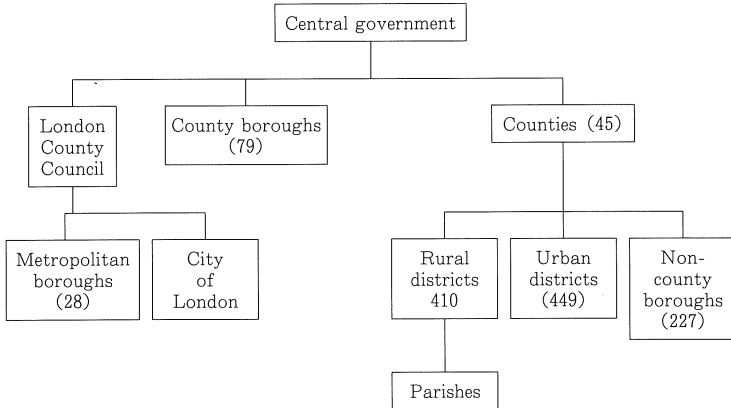 Central government
London
County
Council
County boroughs
(79)
Counties (45)
Metropolitan
boroughs
(28)
City
of
London
Rural
districts
410
Urban
districts
(449)
Non-
county
boroughs
(227)
Parishes